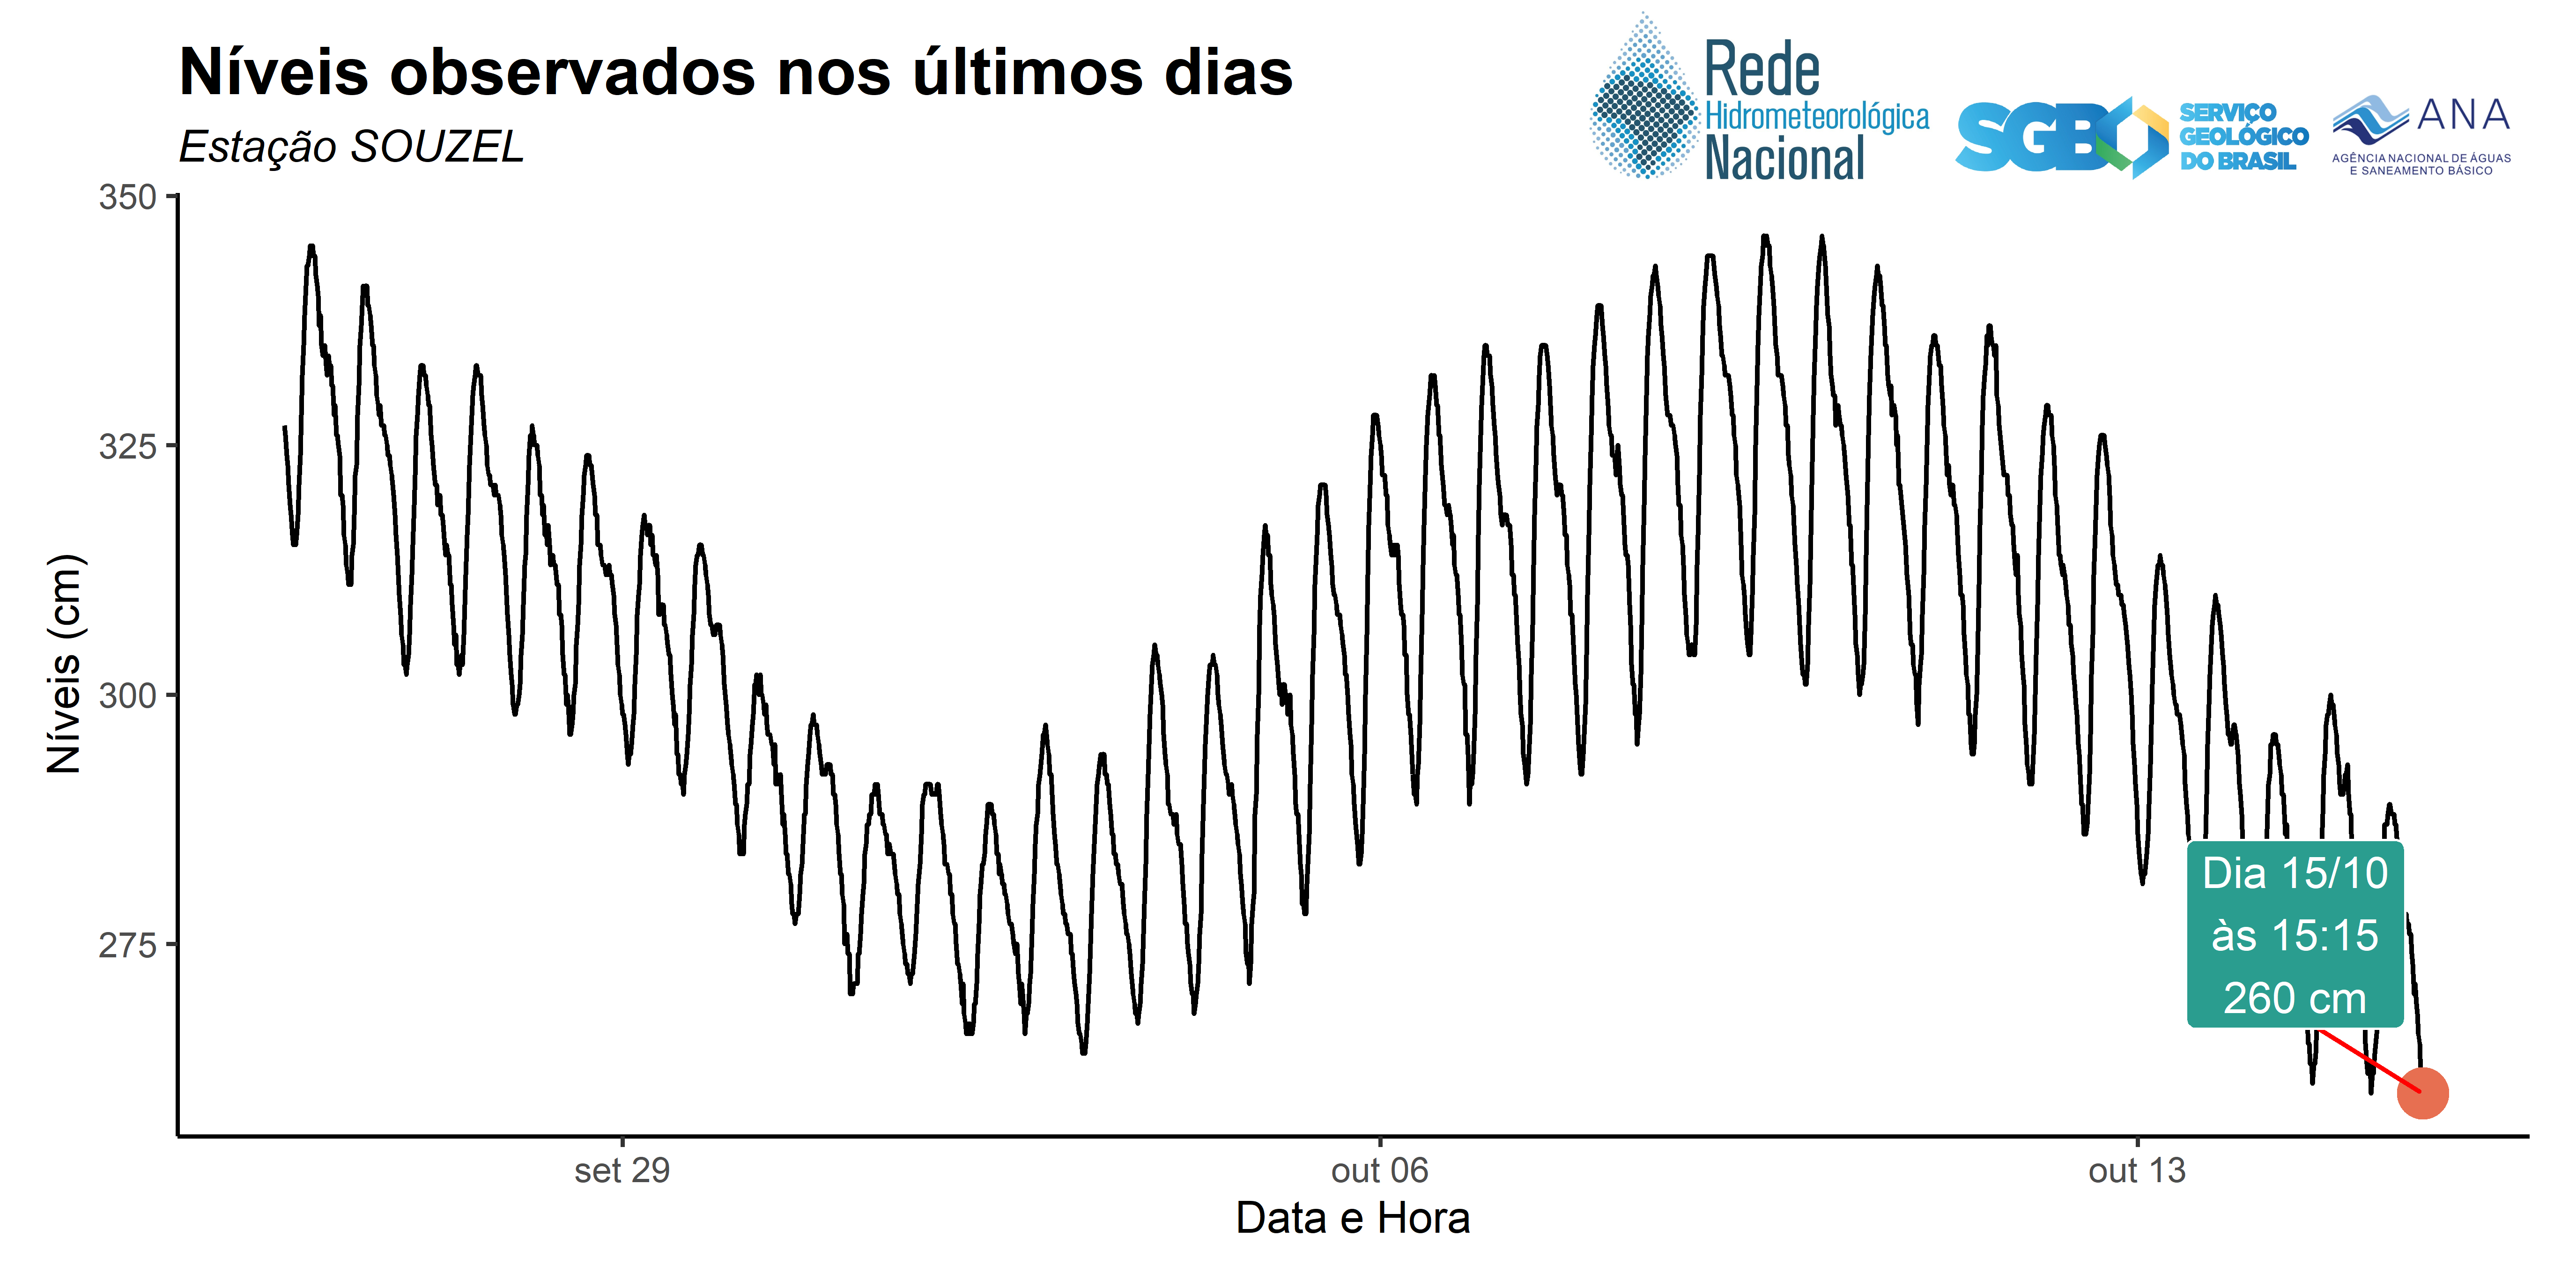 Níveis observados nos últimos dias
Estação SOUZEL
Rede
Hidrometeorológica
Nacional
SGB
SERVIÇO
GEOLÓGICO
DO BRASIL
ANA
AGÊNCIA NACIONAL DE ÁGUAS
E SANEAMENTO BÁSICO
350
325
300
275
Níveis (cm)
Dia 15/10
às 15:15
260 cm
set 29
out 06
out 13
Data e Hora